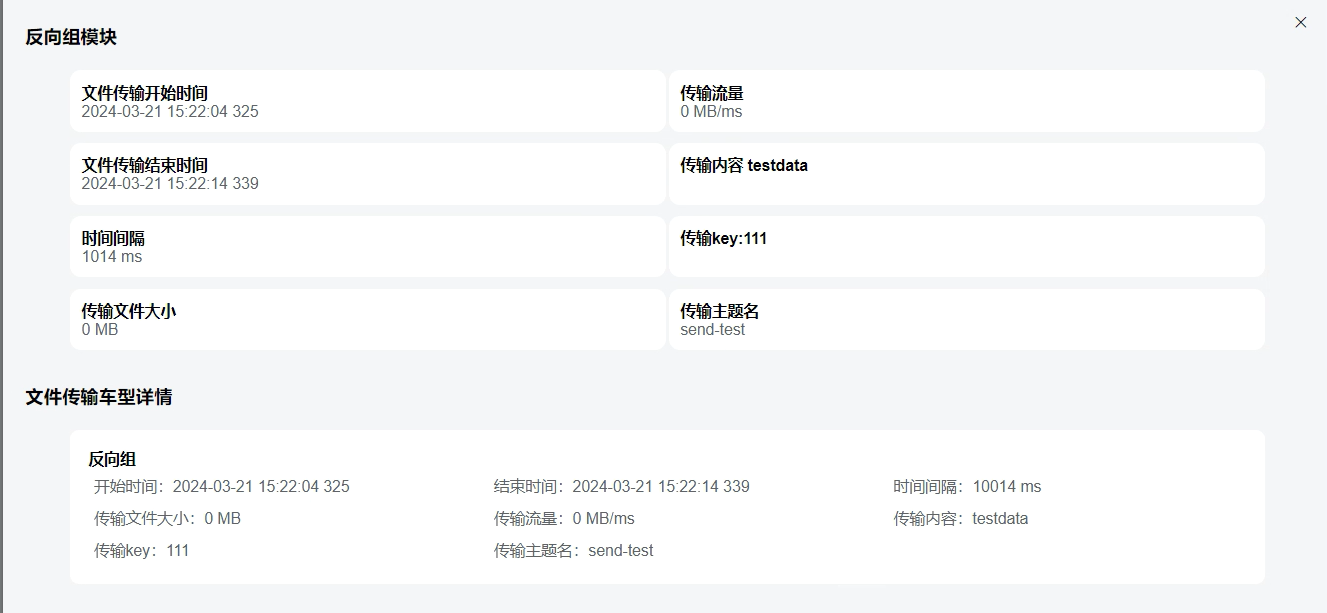 反向组模块
文件传输开始时间
2024-03-21 15:22:04 325
传输流量
0 MB/ms
文件传输结束时间
2024-03-21 15:22:14 339
传输内容 testdata
时间间隔
1014 ms
传输key:111
传输文件大小
0 MB
传输主题名
send-test
文件传输车型详情
反向组
开始时间：2024-03-21 15:22:04 325
结束时间：2024-03-21 15:22:14 339
时间间隔：10014 ms
传输文件大小：0 MB
传输流量：0 MB/ms
传输内容：testdata
传输key：111
传输主题名：send-test